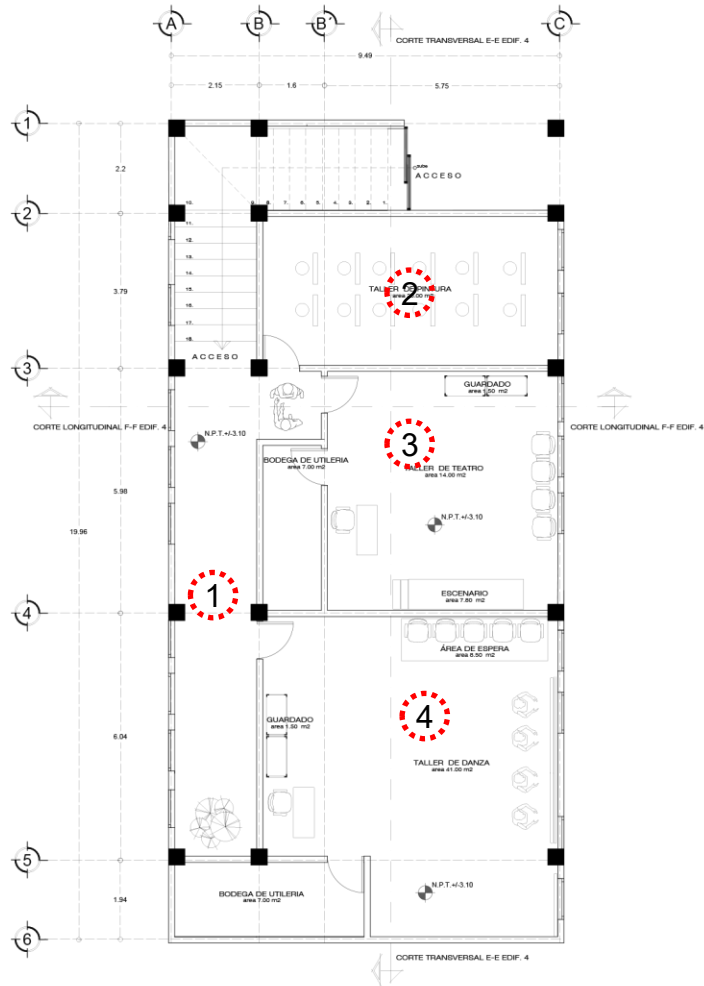 A
B
B'
C
CORTE TRANSVERSAL E-E EDIF. 4
9.49
2.15
1.6
5.75
1
2.2
sube
ACCESO
10.
9.
8.
7.
6.
5.
4.
3.
2.
1.
2
11.
12.
13.
14.
15.
16.
17.
18.
3.79
TALLER DE PINTURA
2
ACCESO
3
GUARDADO
area 1.50 m2
CORTE LONGITUDINAL F-F EDIF. 4
CORTE LONGITUDINAL F-F EDIF. 4
N.P.T.+/-3.10
3
BODEGA DE UTILERIA
area 7.00 m2
TALLER DE TEATRO
area 14.00 m2
5.98
N.P.T.+/-3.10
19.96
1
ESCENARIO
area 7.60 m2
4
ÁREA DE ESPERA
area 8.50 m2
GUARDADO
area 1.50 m2
4
6.04
TALLER DE DANZA
area 41.00 m2
5
BODEGA DE UTILERIA
area 7.00 m2
N.P.T.+/-3.10
1.94
6
CORTE TRANSVERSAL E-E EDIF. 4